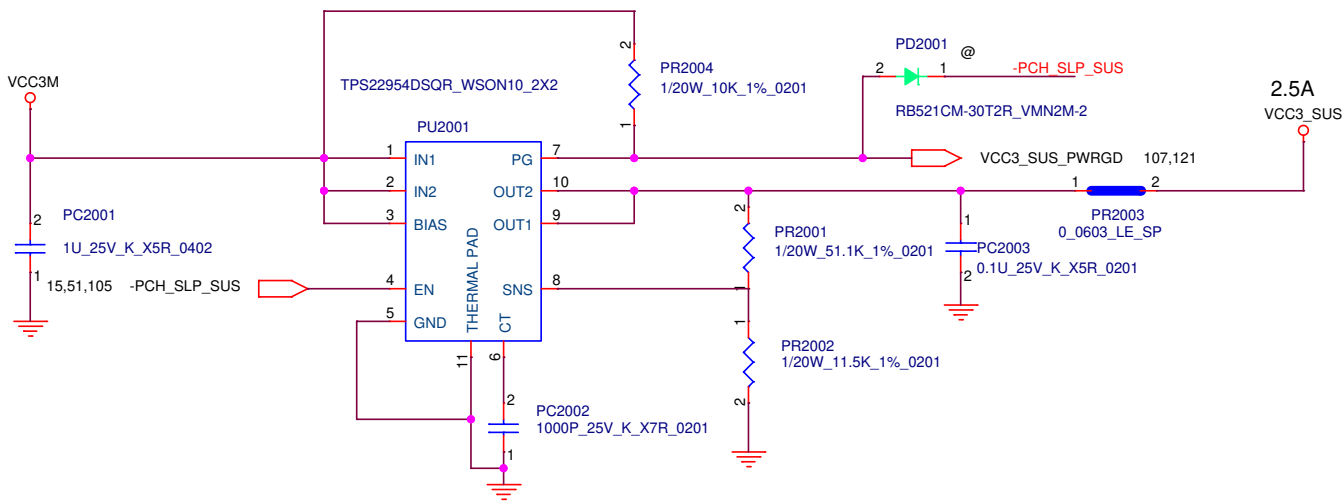 PD2001
@
2
1
-PCH_SLP_SUS
RB521CM-30T2R_VMN2M-2
2.5A
VCC3_SUS
VCC3M
TPS22954DSQR_WSON10_2X2
2
PR2004
1/20W_10K_1%_0201
1
PU2001
1
IN1
PG
7
VCC3_SUS_PWRGD
107,121
2
IN2
OUT2
10
1
2
PR2003
0_0603_LE_SP
3
BIAS
OUT1
9
2
PC2001
1U_25V_K_X5R_0402
1
2
PR2001
1/20W_51.1K_1%_0201
1
1
PC2003
0.1U_25V_K_X5R_0201
2
15,51,105
-PCH_SLP_SUS
4
EN
SNS
8
5
GND
THERMAL PAD
CT
11
6
1
PR2002
1/20W_11.5K_1%_0201
2
2
PC2002
1000P_25V_K_X7R_0201
1